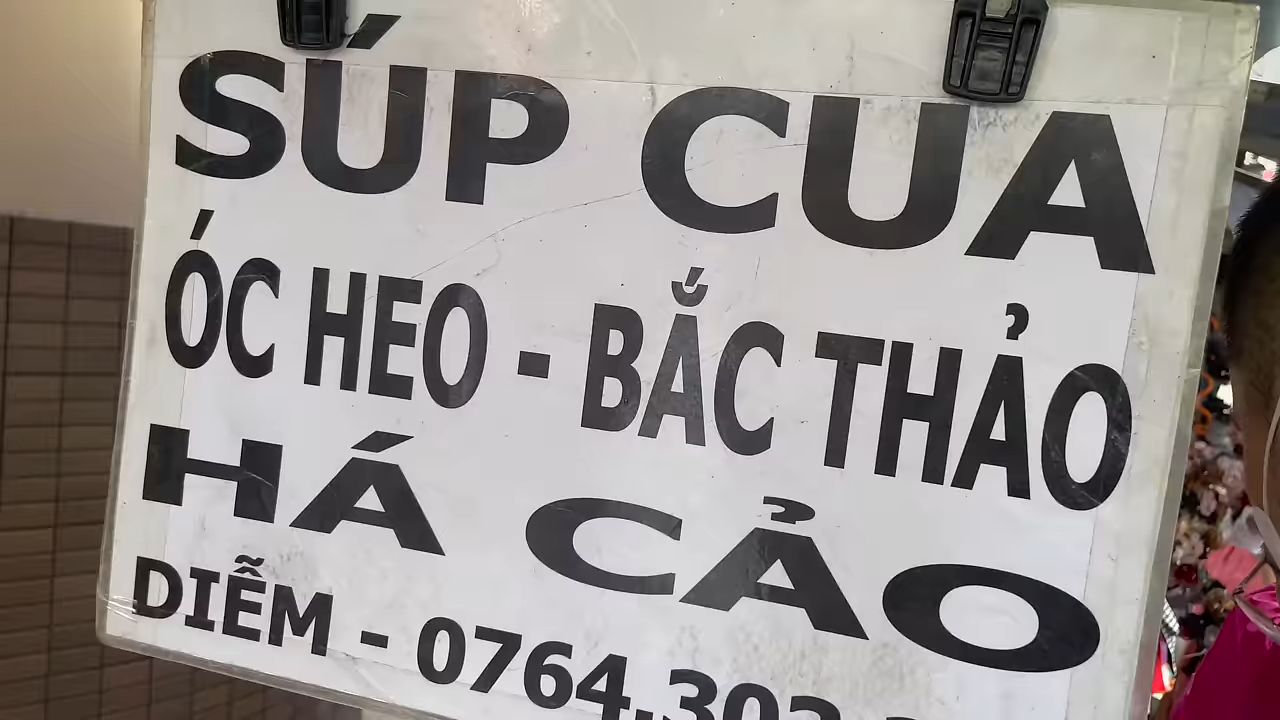 SÚP CUA
ÓC HEO - BẮC THẢO
HÁ CẢO
DIỄM - 0764.303